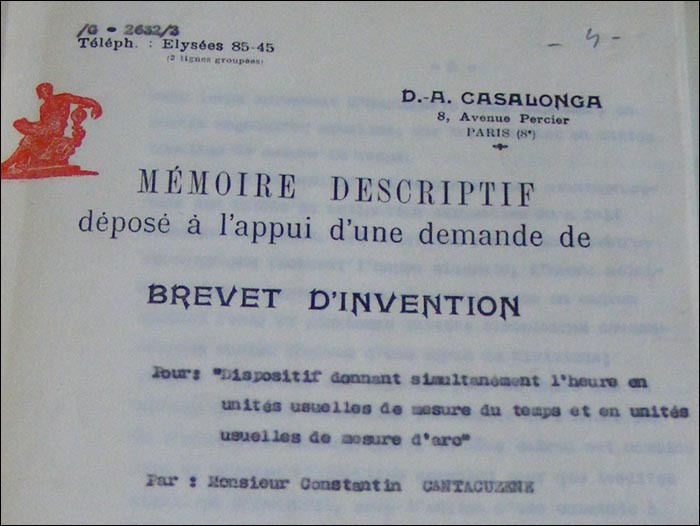 /G - 2632/3
Téléph. : Elysées 85-45
(2 lignes groupées)
- 4 -
D.-A. CASALONGA
8, Avenue Percier
PARIS (8e)
MÉMOIRE DESCRIPTIF
déposé à l'appui d'une demande de
BREVET D'INVENTION
Pour: "Dispositif donnant simultanément l'heure en
unités usuelles de mesure du temps et en unités
usuelles de mesure d'arc"
Par : Monsieur Constantin CANTACUZENE